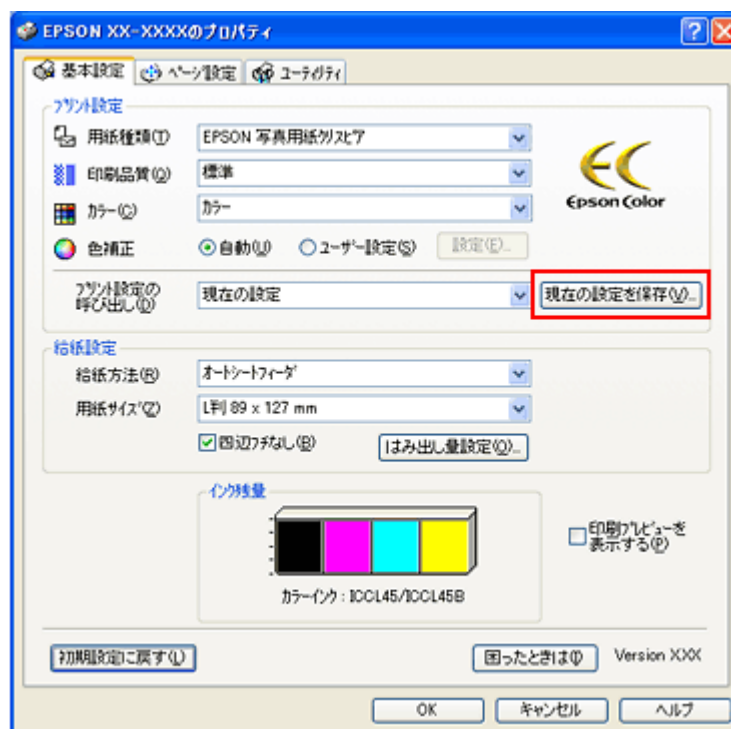 EPSON XX-XXXXのプロパティ
基本設定 ページ設定 ユーティリティ
プリント設定
用紙種類(T) EPSON 写真用紙クリスピア
印刷品質(Q) 標準
カラー(C) カラー
EC
Epson Color
色補正 自動(U) ユーザー設定(S) 設定(E)...
プリント設定の
呼び出し(D)
現在の設定 現在の設定を保存(V)...
給紙設定
給紙方法(R) オートシートフィーダ
用紙サイズ(Z) L判 89 x 127 mm
四辺フチなし(B) はみ出し量設定(O)...
インク残量
カラーインク : ICCL45/ICCL45B
印刷プレビューを
表示する(P)
初期設定に戻す(L) 困ったときは(I) Version XXX
OK キャンセル ヘルプ